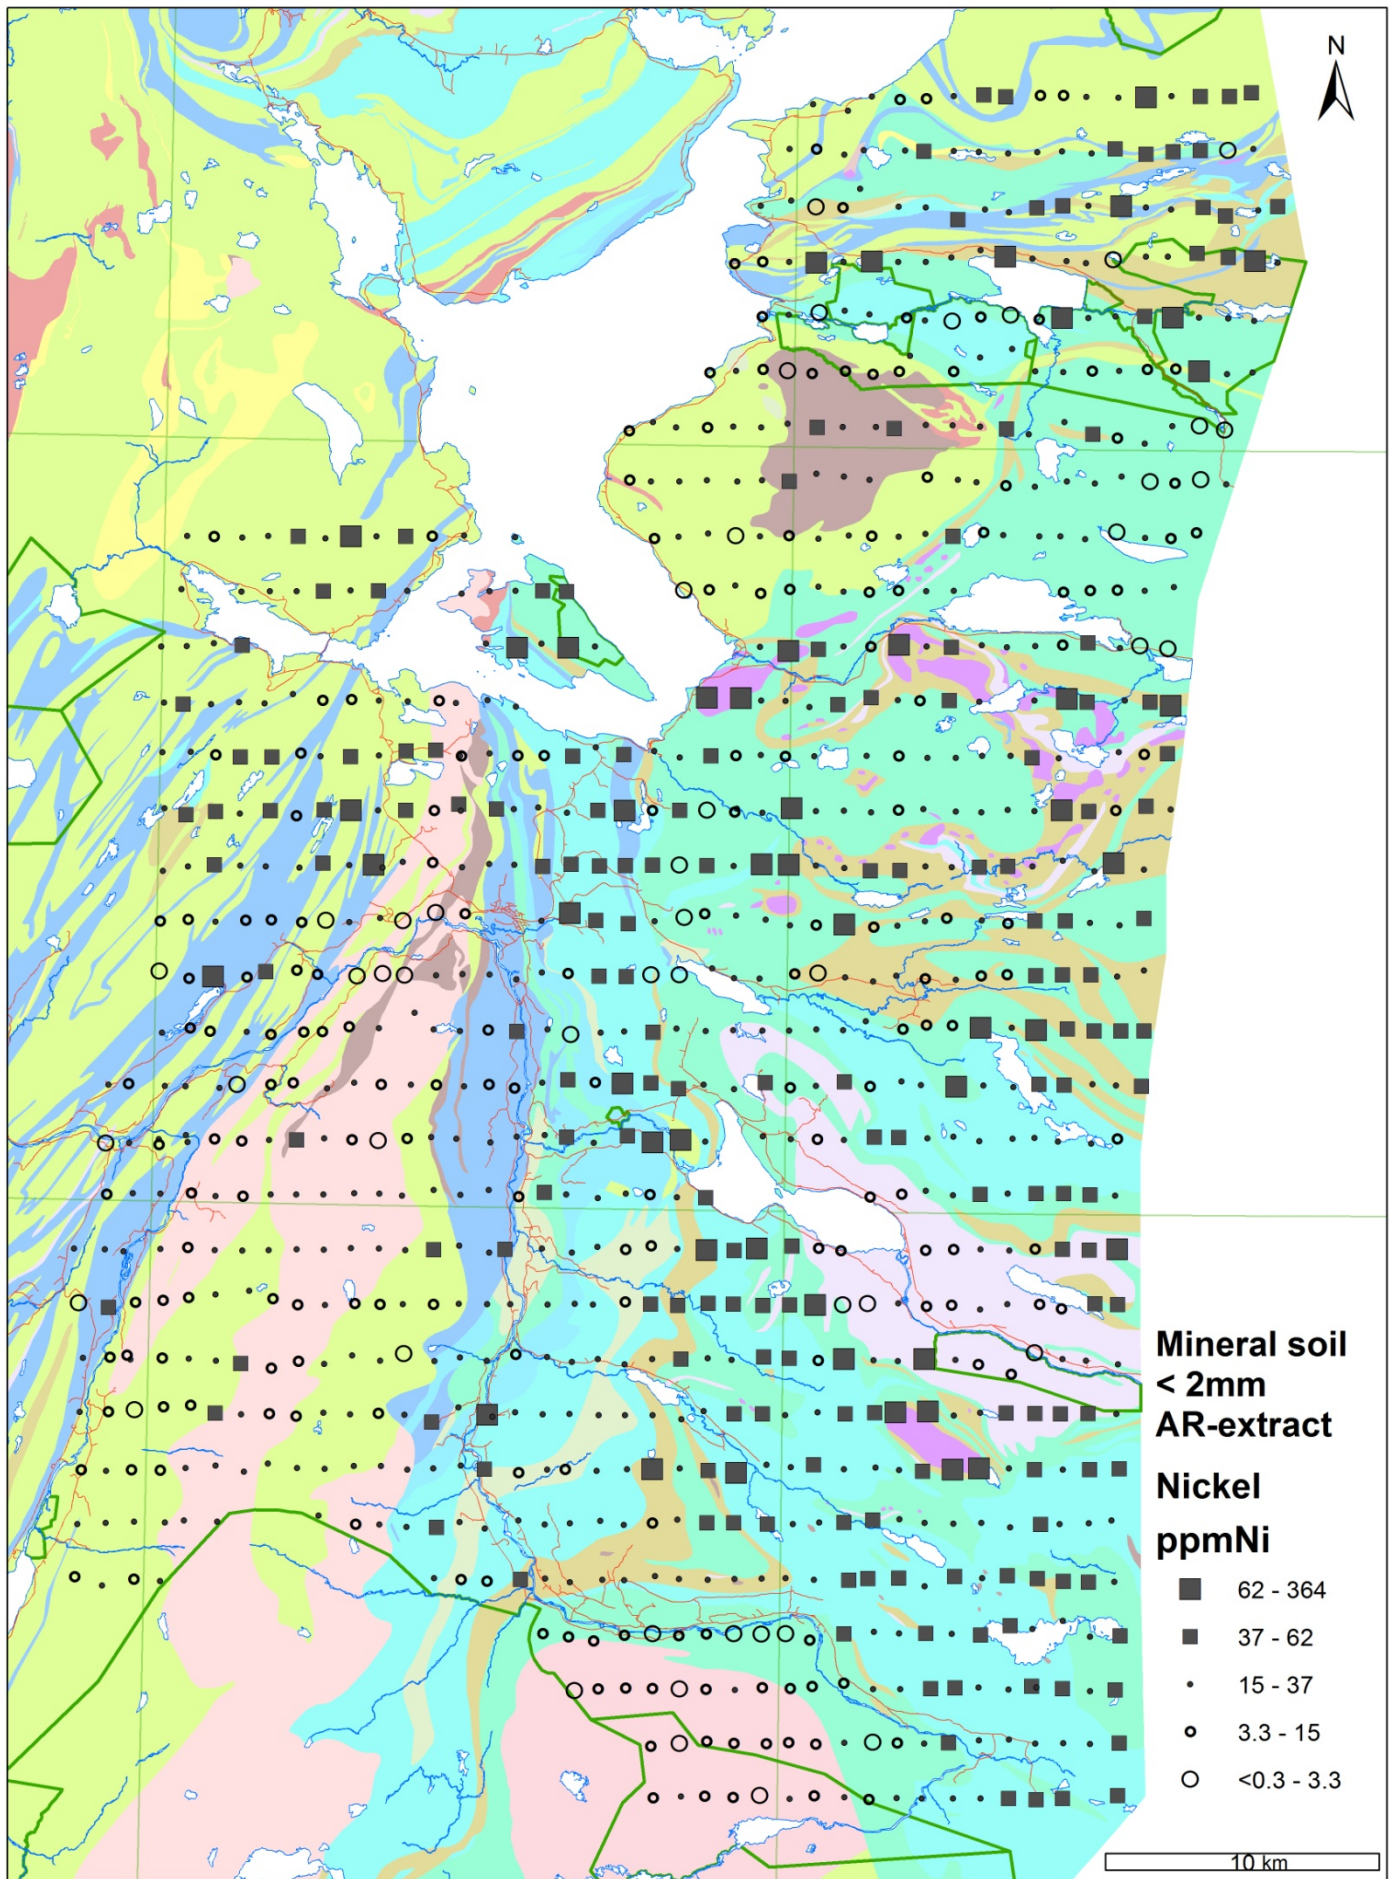 N
Mineral soil
< 2mm
AR-extract
Nickel
ppmNi
62 - 364
37 - 62
15 - 37
3.3 - 15
<0.3 - 3.3
10 km